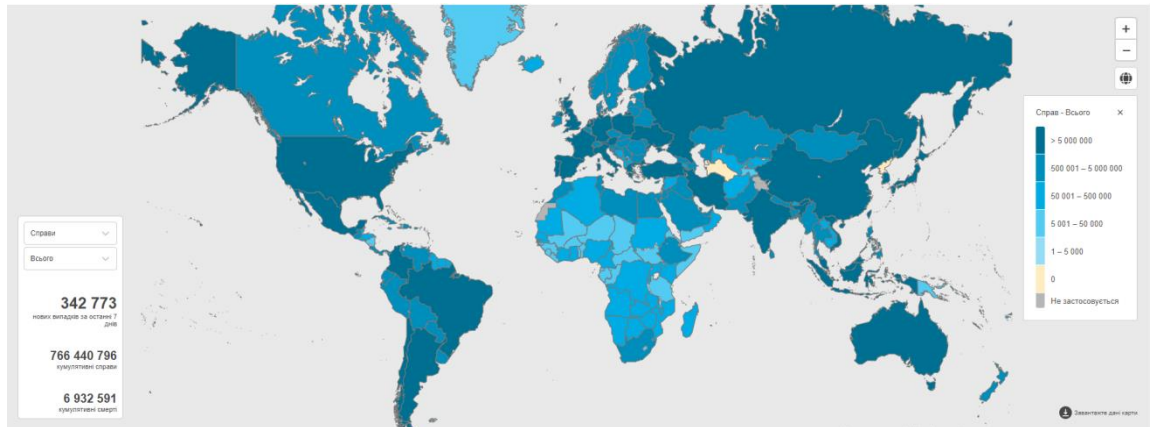 +
−
Справ - Всього ×
> 5 000 000
500 001 – 5 000 000
50 001 – 500 000
5 001 – 50 000
1 – 5 000
0
Не застосовується
Справи
Всього
342 773
нових випадків за останні 7
днів
766 440 796
кумулятивні справи
6 932 591
кумулятивні смерті
Завантажте дані карти